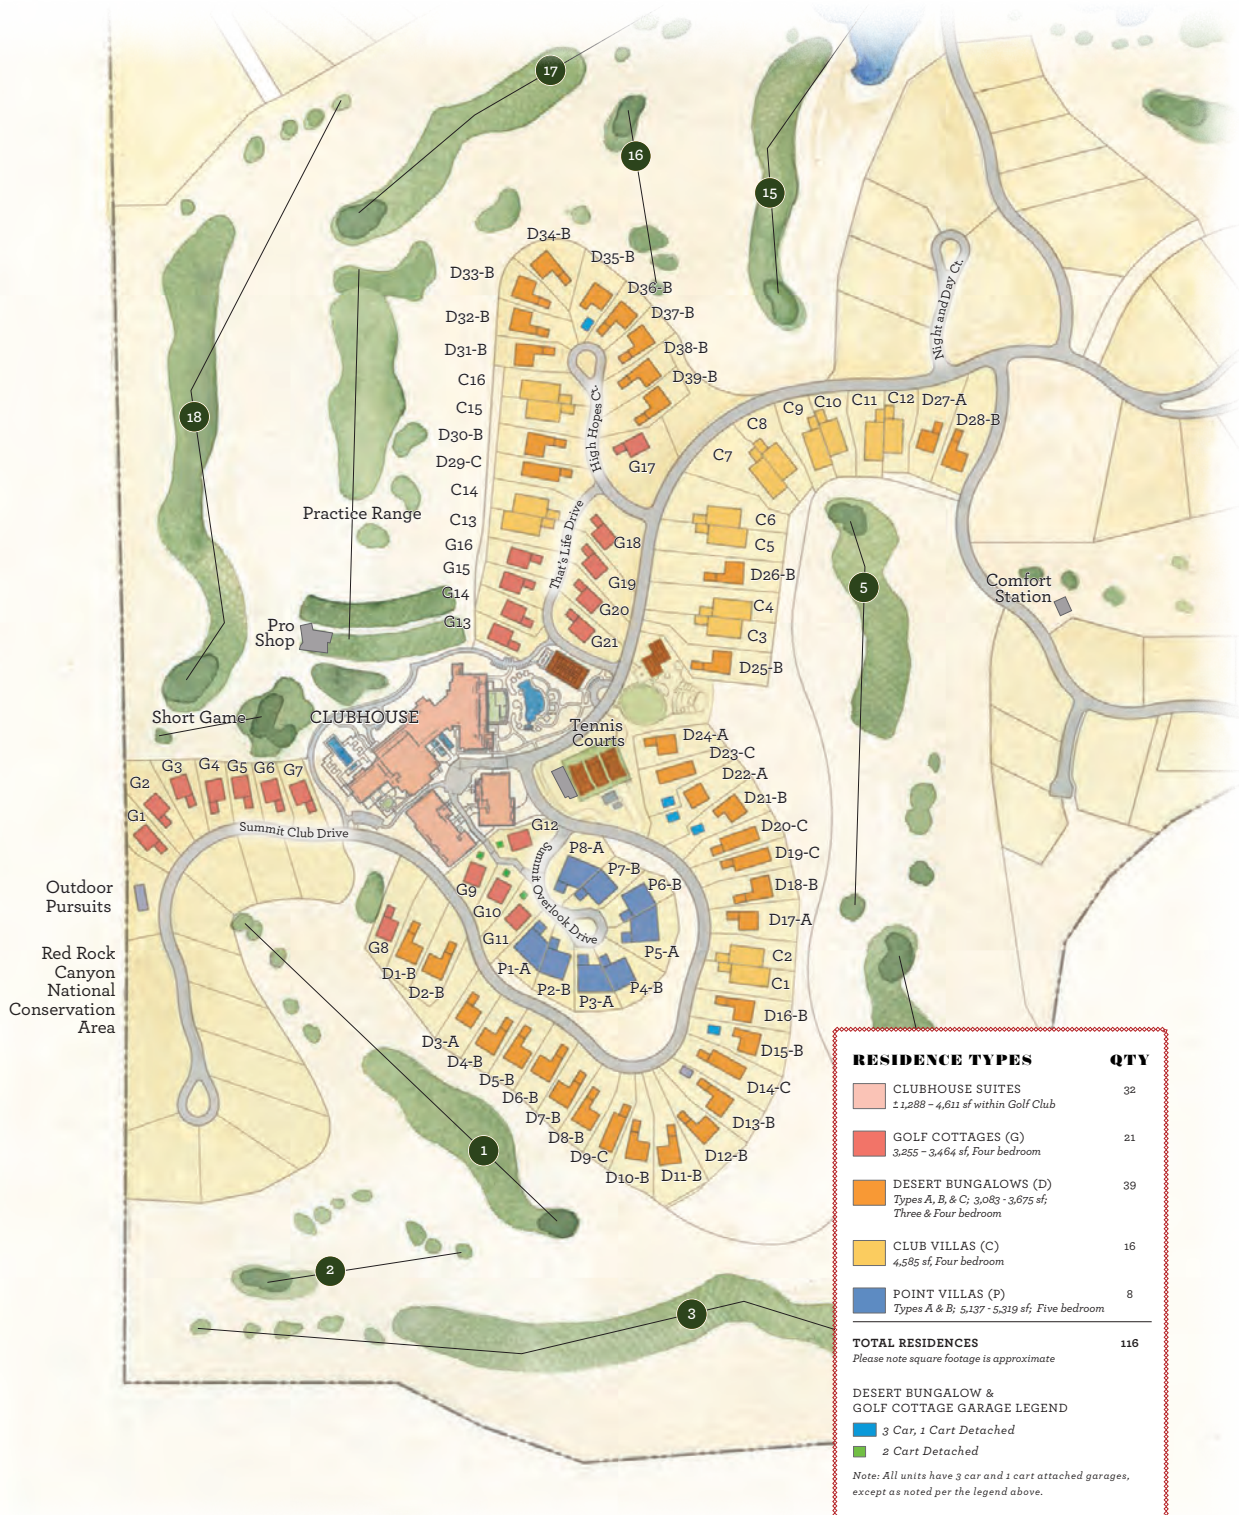 17
16
15
D34-B
D35-B
D33-B
D36-B
D32-B
D37-B
D31-B
D38-B
C16
D39-B
C15
D30-B
D29-C
C14
C13
G16
G15
G14
G13
High Hopes Ct.
G17
That's Life Drive
G18
G19
G20
G21
Night and Day Ct.
C7
C8
C9
C10
C11
C12
D27-A
D28-B
C6
C5
D26-B
C4
C3
D25-B
18
Practice Range
Pro
Shop
5
Comfort
Station
Short Game
CLUBHOUSE
Tennis
Courts
G1
G2
G3
G4
G5
G6
G7
Summit Club Drive
D24-A
D23-C
D22-A
D21-B
D20-C
D19-C
D18-B
D17-A
C2
C1
D16-B
D15-B
D14-C
D13-B
D12-B
D11-B
D10-B
D9-C
D8-B
D7-B
D6-B
D5-B
D4-B
D3-A
D2-B
D1-B
G8
G9
G10
G11
G12
Summit Overlook Drive
P8-A
P7-B
P6-B
P5-A
P4-B
P3-A
P2-B
P1-A
Outdoor
Pursuits
Red Rock
Canyon
National
Conservation
Area
1
2
3
RESIDENCE TYPES QTY
CLUBHOUSE SUITES 32
± 1,288 – 4,611 sf within Golf Club
GOLF COTTAGES (G) 21
3,255 – 3,464 sf, Four bedroom
DESERT BUNGALOWS (D) 39
Types A, B, & C; 3,083 - 3,675 sf;
Three & Four bedroom
CLUB VILLAS (C) 16
4,585 sf, Four bedroom
POINT VILLAS (P) 8
Types A & B; 5,137 - 5,319 sf; Five bedroom
TOTAL RESIDENCES 116
Please note square footage is approximate
DESERT BUNGALOW &
GOLF COTTAGE GARAGE LEGEND
3 Car, 1 Cart Detached
2 Cart Detached
Note: All units have 3 car and 1 cart attached garages,
except as noted per the legend above.